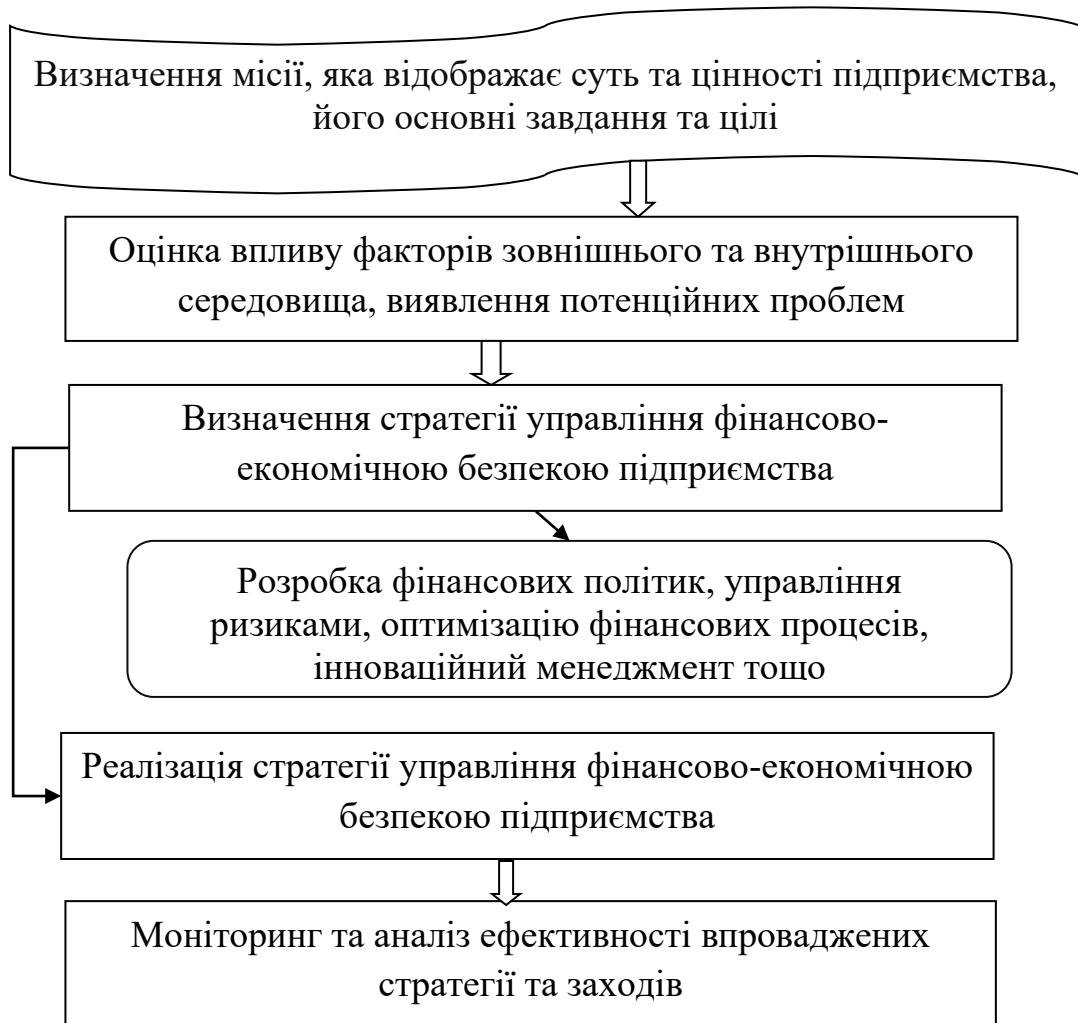 Визначення місії, яка відображає суть та цінності підприємства,
його основні завдання та цілі
Оцінка впливу факторів зовнішнього та внутрішнього
середовища, виявлення потенційних проблем
Визначення стратегії управління фінансово-
економічною безпекою підприємства
Розробка фінансових політик, управління
ризиками, оптимізацію фінансових процесів,
інноваційний менеджмент тощо
Реалізація стратегії управління фінансово-економічною
безпекою підприємства
Моніторинг та аналіз ефективності впроваджених
стратегії та заходів